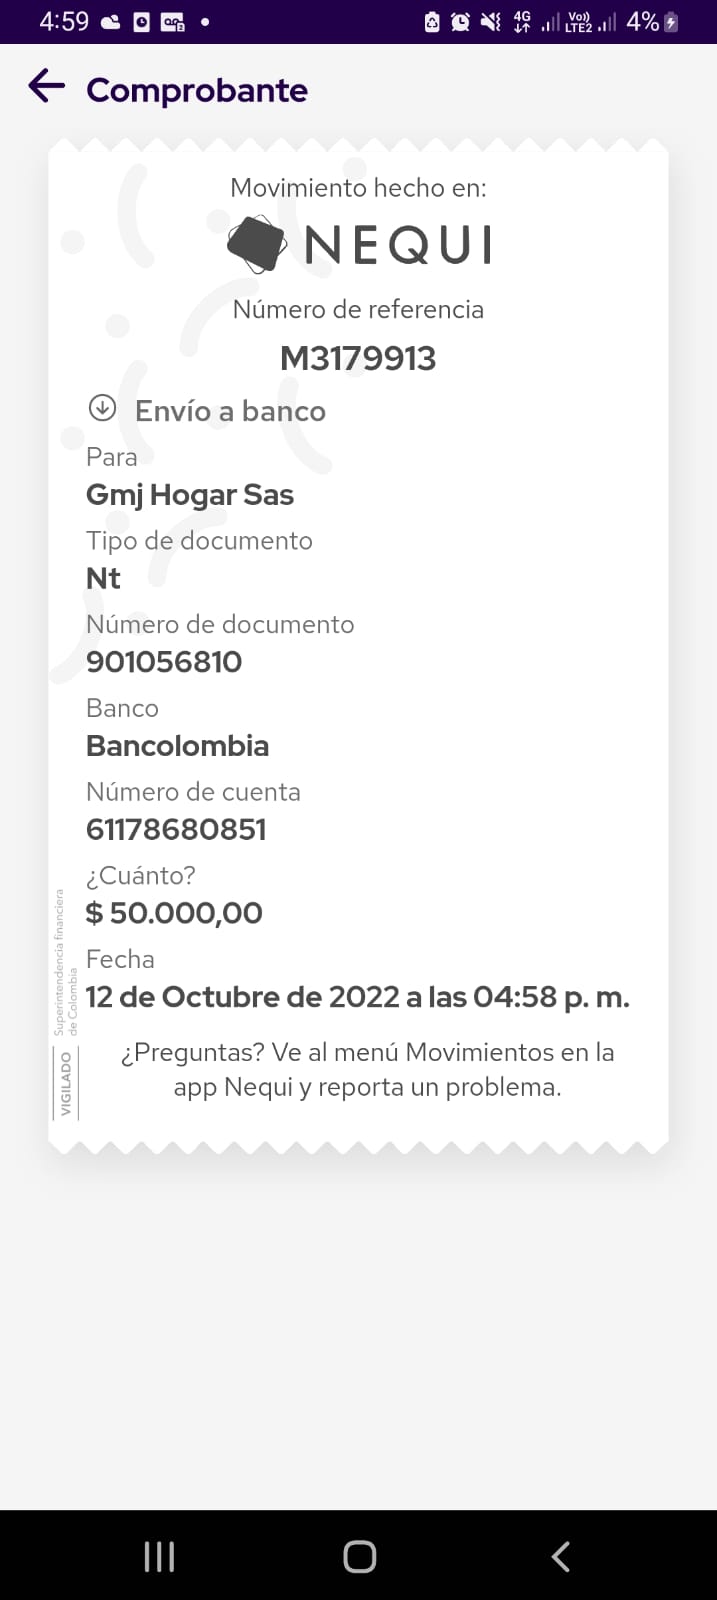 4:59 4G Vo)) LTE2 4%
Comprobante
Movimiento hecho en:
NEQUI
Número de referencia
M3179913
Envío a banco
Para
Gmj Hogar Sas
Tipo de documento
Nt
Número de documento
901056810
Banco
Bancolombia
Número de cuenta
61178680851
¿Cuánto?
$ 50.000,00
Fecha
12 de Octubre de 2022 a las 04:58 p. m.
¿Preguntas? Ve al menú Movimientos en la
app Nequi y reporta un problema.
VIGILADO
Superintendencia financiera
de Colombia